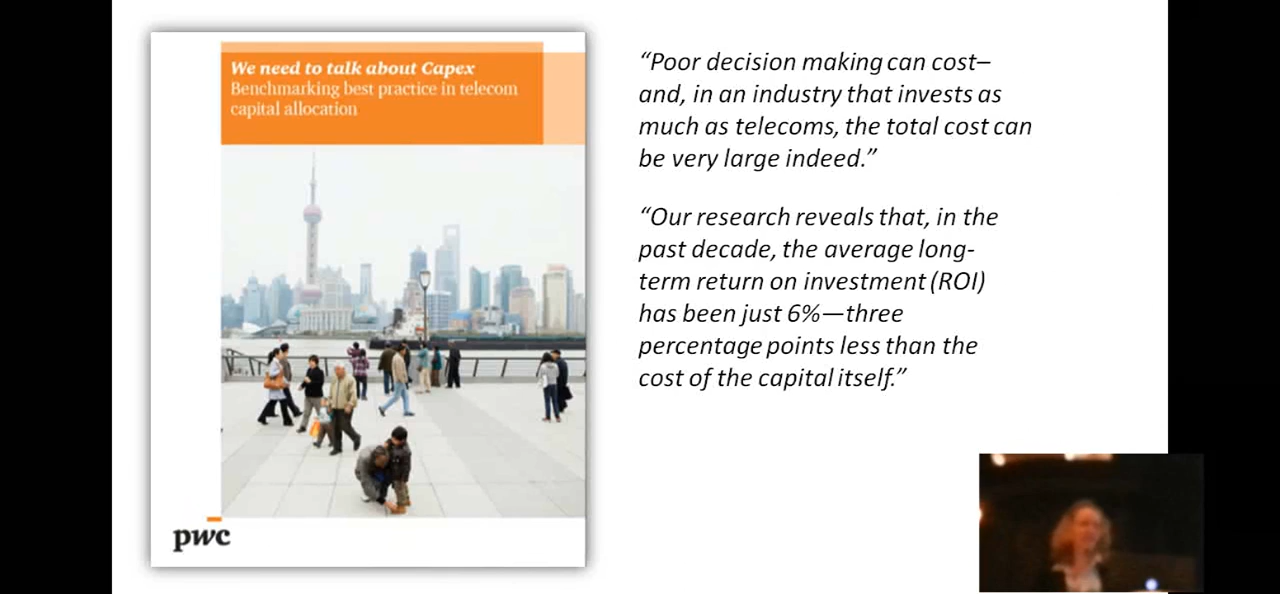 We need to talk about Capex
Benchmarking best practice in telecom
capital allocation
pwc
“Poor decision making can cost–
and, in an industry that invests as
much as telecoms, the total cost can
be very large indeed.”
“Our research reveals that, in the
past decade, the average long-
term return on investment (ROI)
has been just 6%—three
percentage points less than the
cost of the capital itself.”